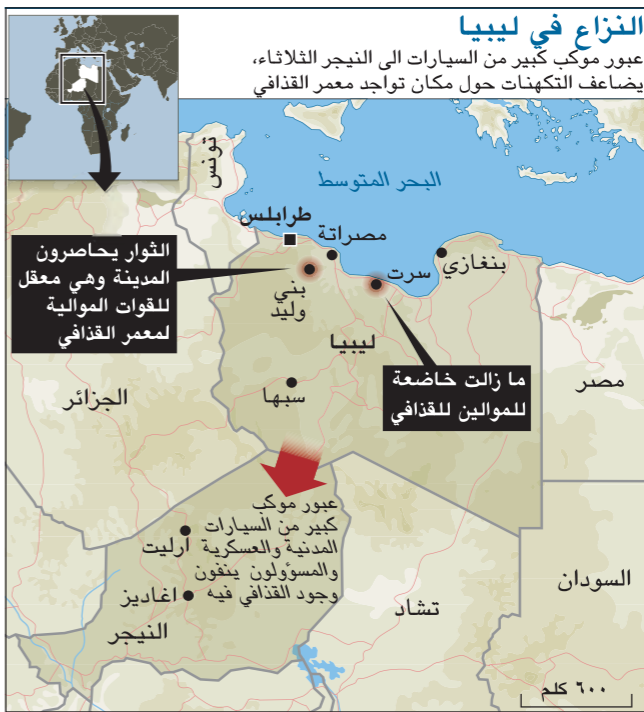 النزاع في ليبيا
عبور موكب كبير من السيارات الى النيجر الثلاثاء،
يضاعف التكهنات حول مكان تواجد معمر القذافي
تونس
البحر المتوسط
طرابلس
مصراتة
بنغازي
سرت
بني
وليد
الثوار يحاصرون
المدينة وهي معقل
للقوات الموالية
لمعمر القذافي
ليبيا
ما زالت خاضعة
للموالين للقذافي
مصر
الجزائر
سبها
عبور موكب
كبير من السيارات
المدنية والعسكرية
والمسؤولون ينفون
وجود القذافي فيه
أرليت
اغاديز
النيجر
تشاد
السودان
٦٠٠ كلم